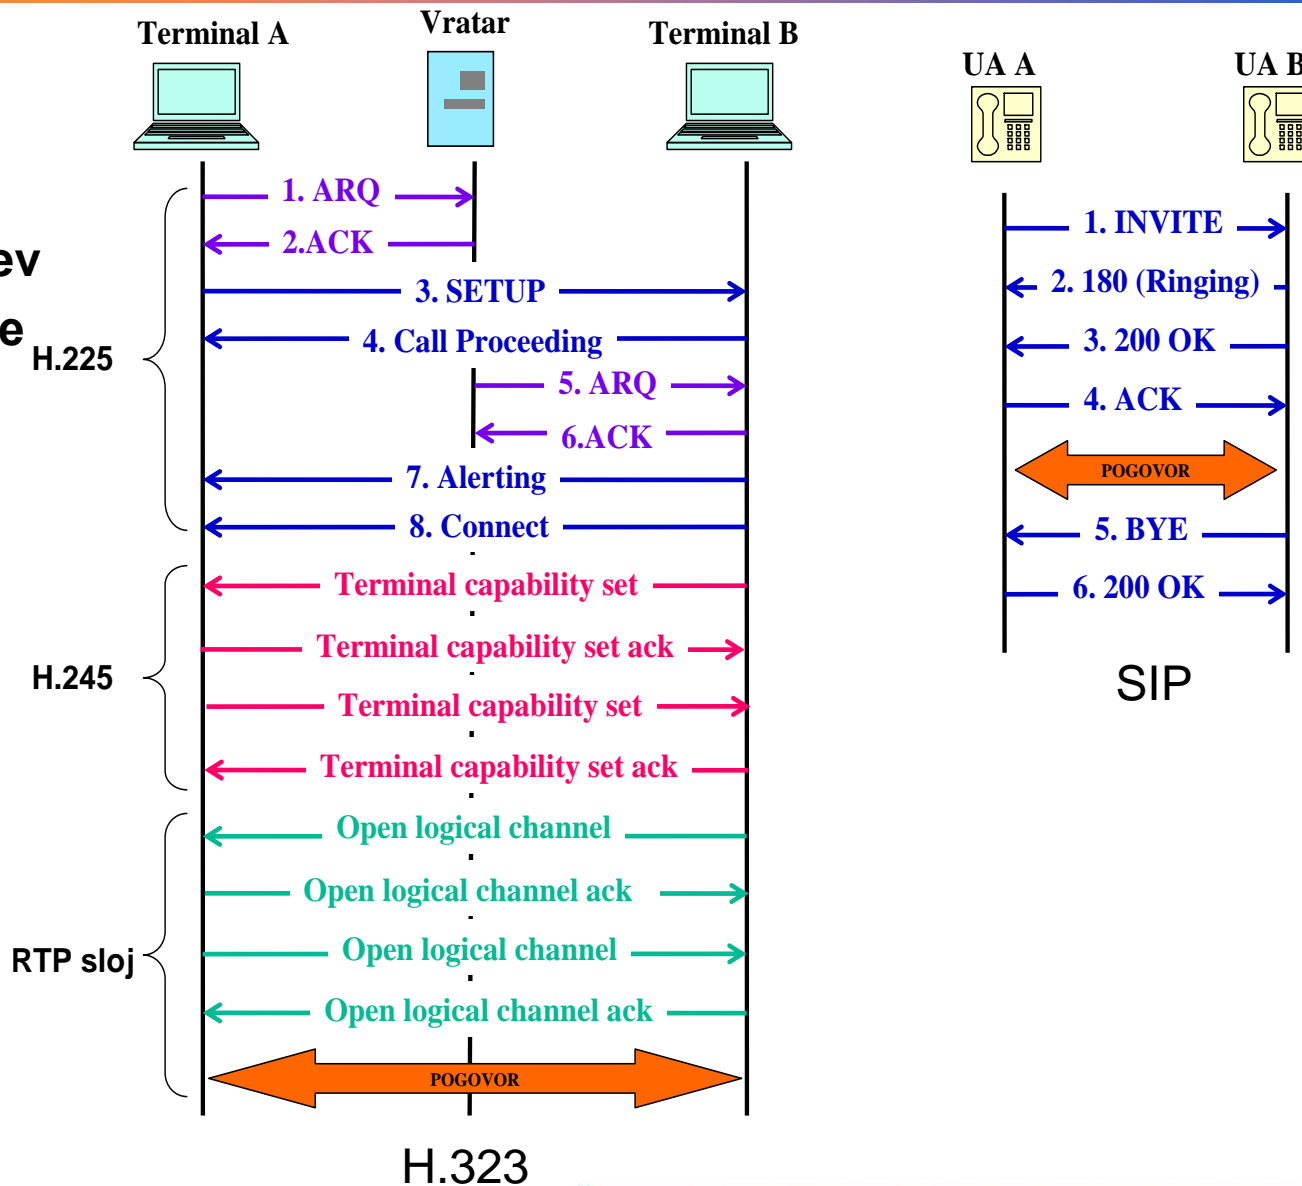 Terminal A
Vratar
Terminal B
1. ARQ
2.ACK
3. SETUP
4. Call Proceeding
5. ARQ
6.ACK
7. Alerting
8. Connect
H.225
Terminal capability set
Terminal capability set ack
Terminal capability set
Terminal capability set ack
H.245
Open logical channel
Open logical channel ack
Open logical channel
Open logical channel ack
RTP sloj
POGOVOR
H.323
UA A
UA B
1. INVITE
2. 180 (Ringing)
3. 200 OK
4. ACK
POGOVOR
5. BYE
6. 200 OK
SIP